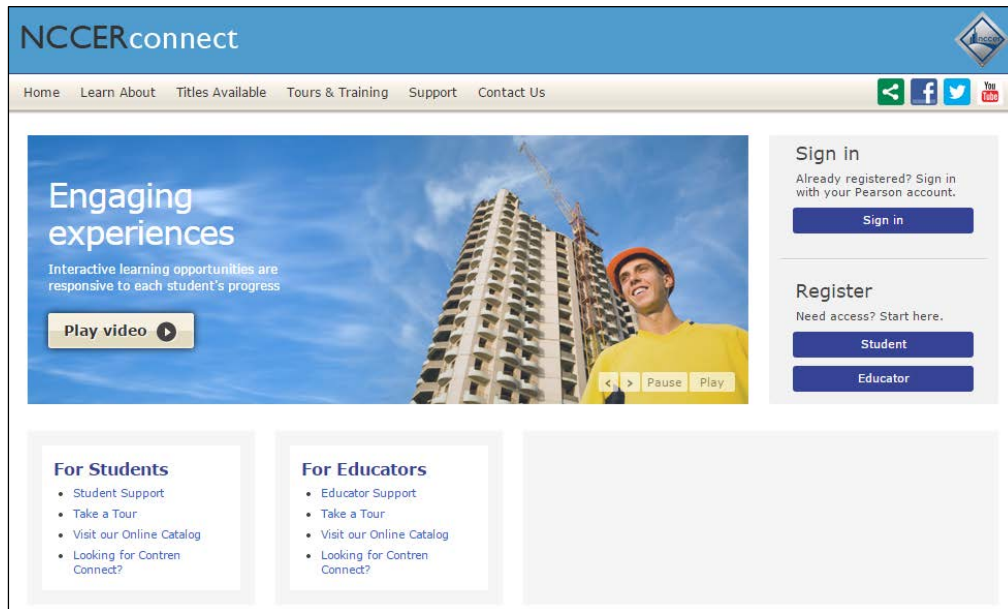 NCCERconnect
nccer
Home Learn About Titles Available Tours & Training Support Contact Us
You
Tube
Engaging
experiences
Interactive learning opportunities are
responsive to each student's progress
Play video
< > Pause Play
Sign in
Already registered? Sign in
with your Pearson account.
Sign in
Register
Need access? Start here.
Student
Educator
For Students
• Student Support
• Take a Tour
• Visit our Online Catalog
• Looking for Contren
Connect?
For Educators
• Educator Support
• Take a Tour
• Visit our Online Catalog
• Looking for Contren
Connect?